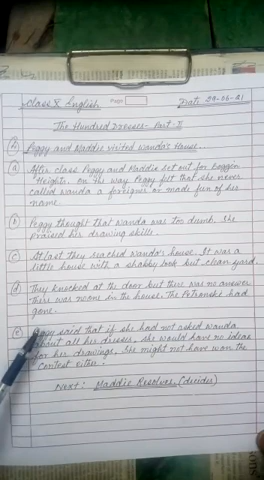 Class X English Page: Date 29-06-21
The Hundred Dresses - Part-II
(2) Peggy and Maddie visited Wanda's House.
(a) After class Peggy and Maddie set out for Boggin
Heights. On the way Peggy felt that she never
called Wanda a foreigner or made fun of her
name.
(b) Peggy thought that Wanda was too dumb. She
praised her drawing skills.
(c) At last they reached Wanda's house. It was a
little house with a shabby look but clean yard.
(d) They knocked at the door but there was no answer
There was none in the house. The Petronski had
gone.
(e) Peggy said that if she had not asked Wanda
about all her dresses, she would have no ideas
for her drawings, She might not have won the
contest either.
Next: Maddie Resolves (decides)